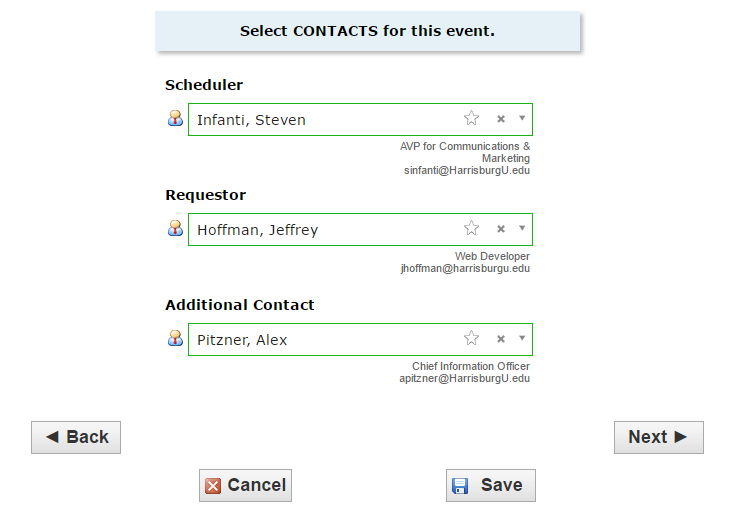 Select CONTACTS for this event.
Scheduler
Infanti, Steven
AVP for Communications &
Marketing
sinfanti@HarrisburgU.edu
Requestor
Hoffman, Jeffrey
Web Developer
jhoffman@harrisburgu.edu
Additional Contact
Pitzner, Alex
Chief Information Officer
apitzner@HarrisburgU.edu
Back
Next
Cancel
Save